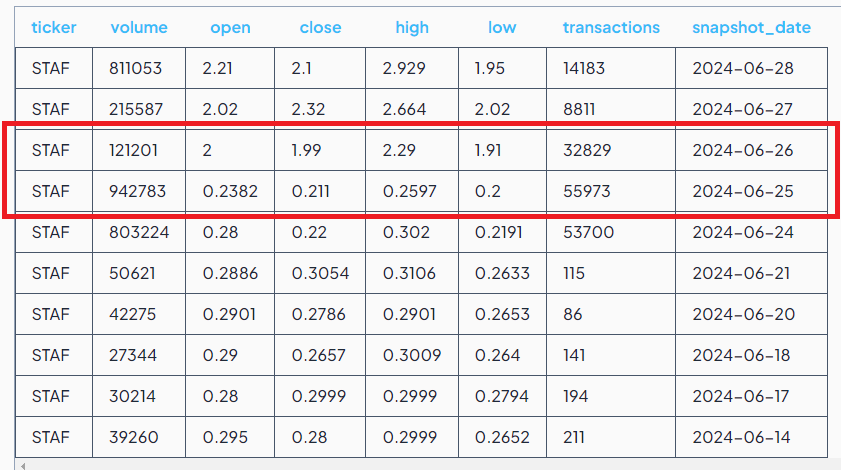 ticker volume open close high low transactions snapshot_date
STAF 811053 2.21 2.1 2.929 1.95 14183 2024-06-28
STAF 215587 2.02 2.32 2.664 2.02 8811 2024-06-27
STAF 121201 2 1.99 2.29 1.91 32829 2024-06-26
STAF 942783 0.2382 0.211 0.2597 0.2 55973 2024-06-25
STAF 803224 0.28 0.22 0.302 0.2191 53700 2024-06-24
STAF 50621 0.2886 0.3054 0.3106 0.2633 115 2024-06-21
STAF 42275 0.2901 0.2786 0.2901 0.2653 86 2024-06-20
STAF 27344 0.29 0.2657 0.3009 0.264 141 2024-06-18
STAF 30214 0.28 0.2999 0.2999 0.2794 194 2024-06-17
STAF 39260 0.295 0.28 0.2999 0.2652 211 2024-06-14